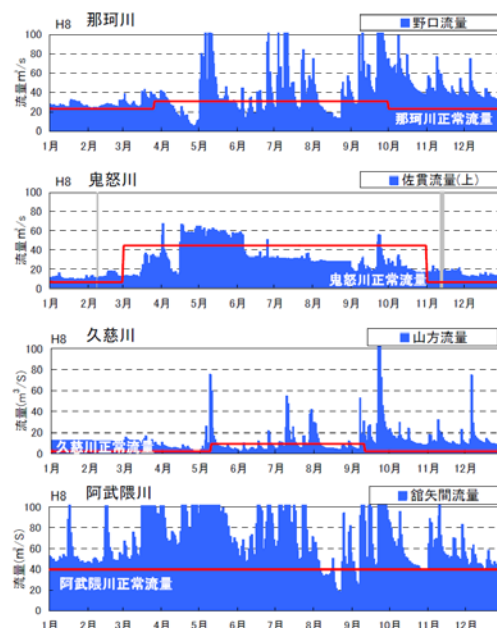 H8 那珂川 野口流量
流量m³/s
100
80
60
40
20
0
那珂川正常流量
1月 2月 3月 4月 5月 6月 7月 8月 9月 10月 11月 12月
H8 鬼怒川 佐貫流量(上)
流量m³/s
100
80
60
40
20
0
鬼怒川正常流量
1月 2月 3月 4月 5月 6月 7月 8月 9月 10月 11月 12月
H8 久慈川 山方流量
流量(m³/S)
100
80
60
40
20
0
久慈川正常流量
1月 2月 3月 4月 5月 6月 7月 8月 9月 10月 11月 12月
H8 阿武隈川 舘矢間流量
流量(m³/S)
100
80
60
40
20
0
阿武隈川正常流量
1月 2月 3月 4月 5月 6月 7月 8月 9月 10月 11月 12月